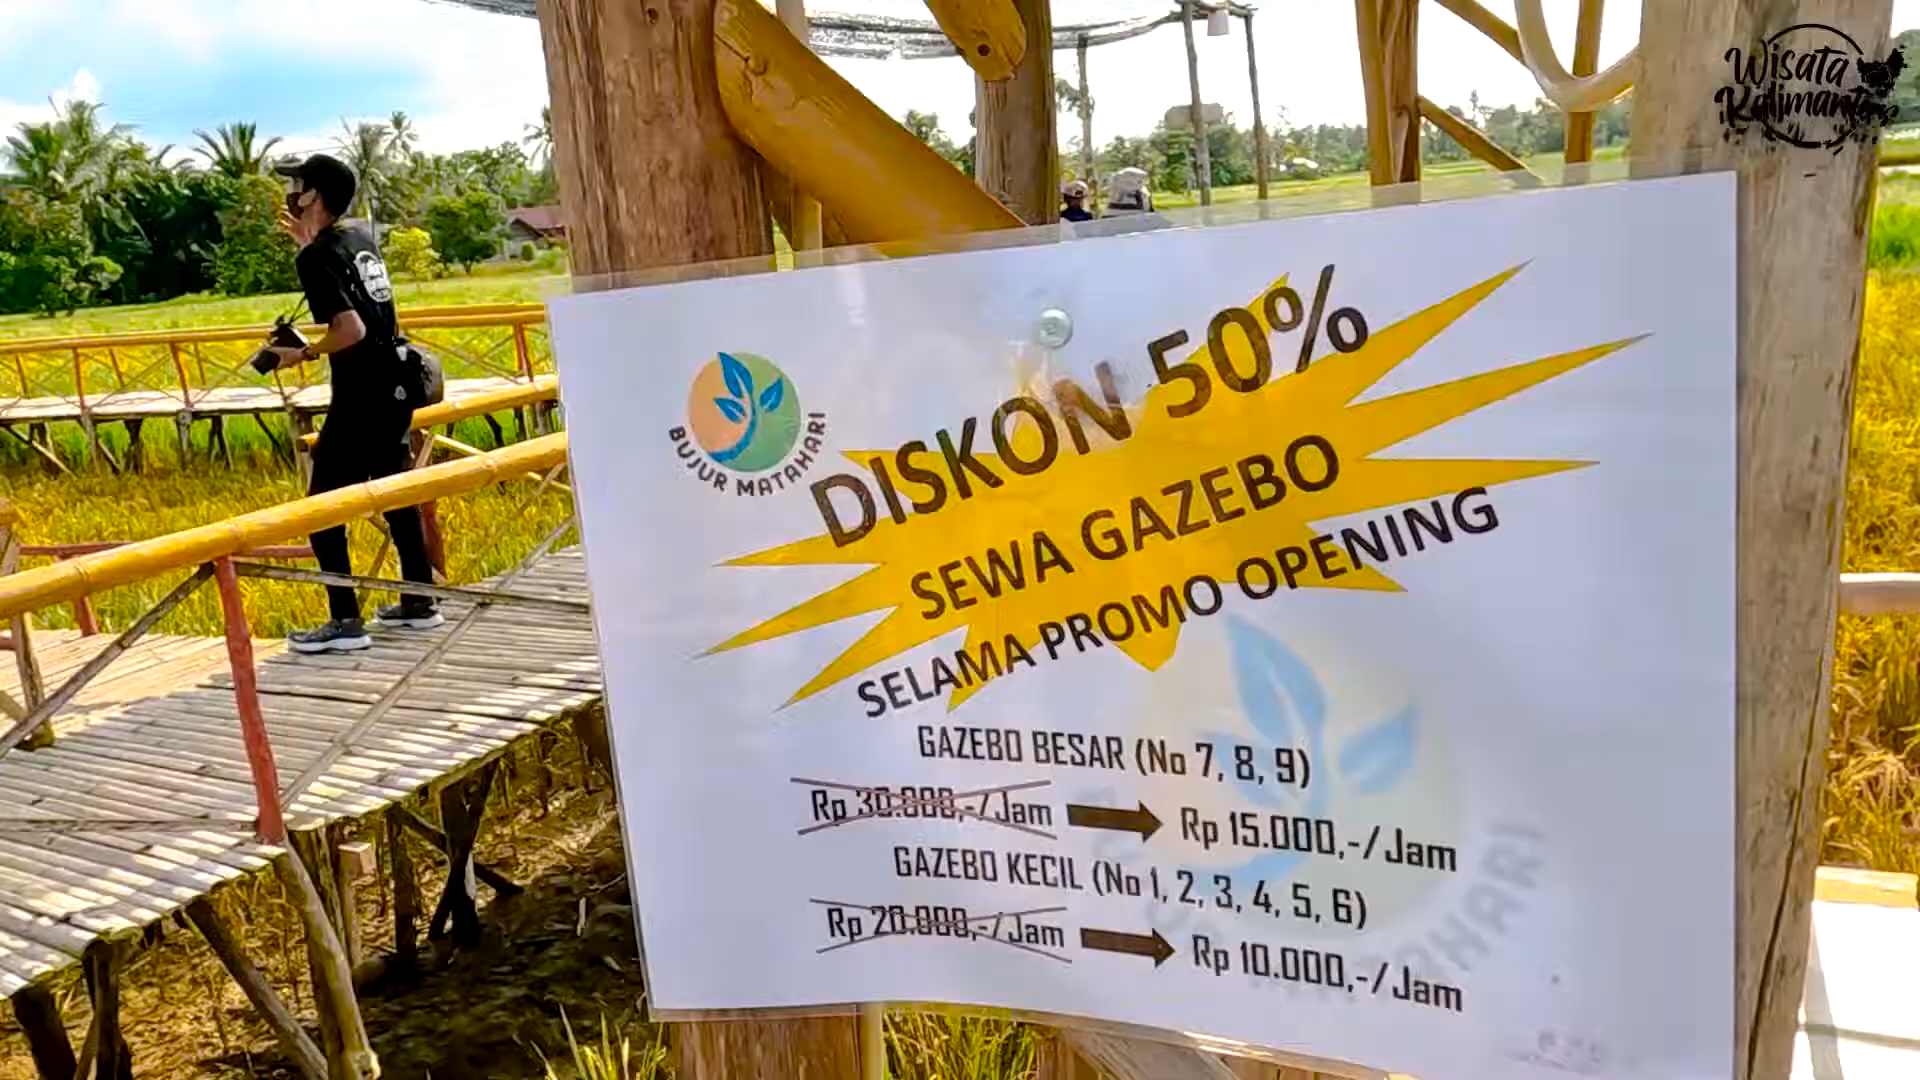 Wisata
Kalimantan
BUJUR MATAHARI
DISKON 50%
SEWA GAZEBO
SELAMA PROMO OPENING
GAZEBO BESAR (No 7, 8, 9)
Rp 30.000,-/Jam Rp 15.000,-/Jam
GAZEBO KECIL (No 1, 2, 3, 4, 5, 6)
Rp 20.000,-/Jam Rp 10.000,-/Jam